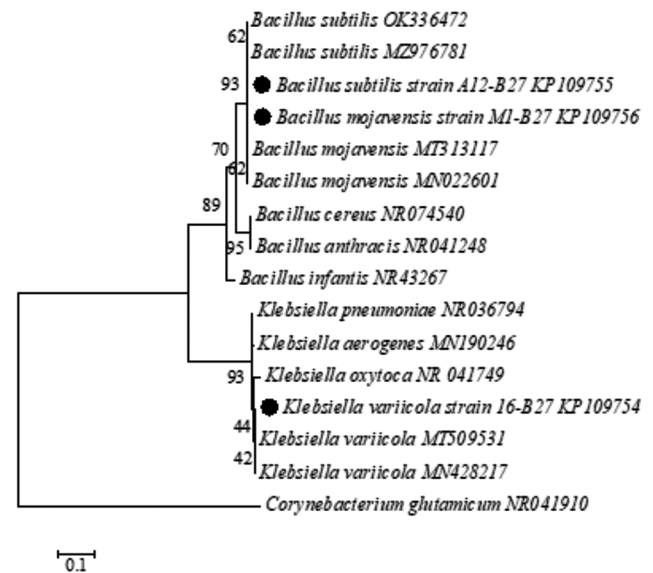 Bacillus subtilis OK336472
62
Bacillus subtilis MZ976781
93
Bacillus subtilis strain A12-B27 KP109755
Bacillus mojavensis strain M1-B27 KP109756
70
Bacillus mojavensis MT313117
62
Bacillus mojavensis MN022601
89
Bacillus cereus NR074540
95
Bacillus anthracis NR041248
Bacillus infantis NR43267
Klebsiella pneumoniae NR036794
Klebsiella aerogenes MN190246
93
Klebsiella oxytoca NR 041749
Klebsiella variicola strain 16-B27 KP109754
44
Klebsiella variicola MT509531
42
Klebsiella variicola MN428217
Corynebacterium glutamicum NR041910
0.1